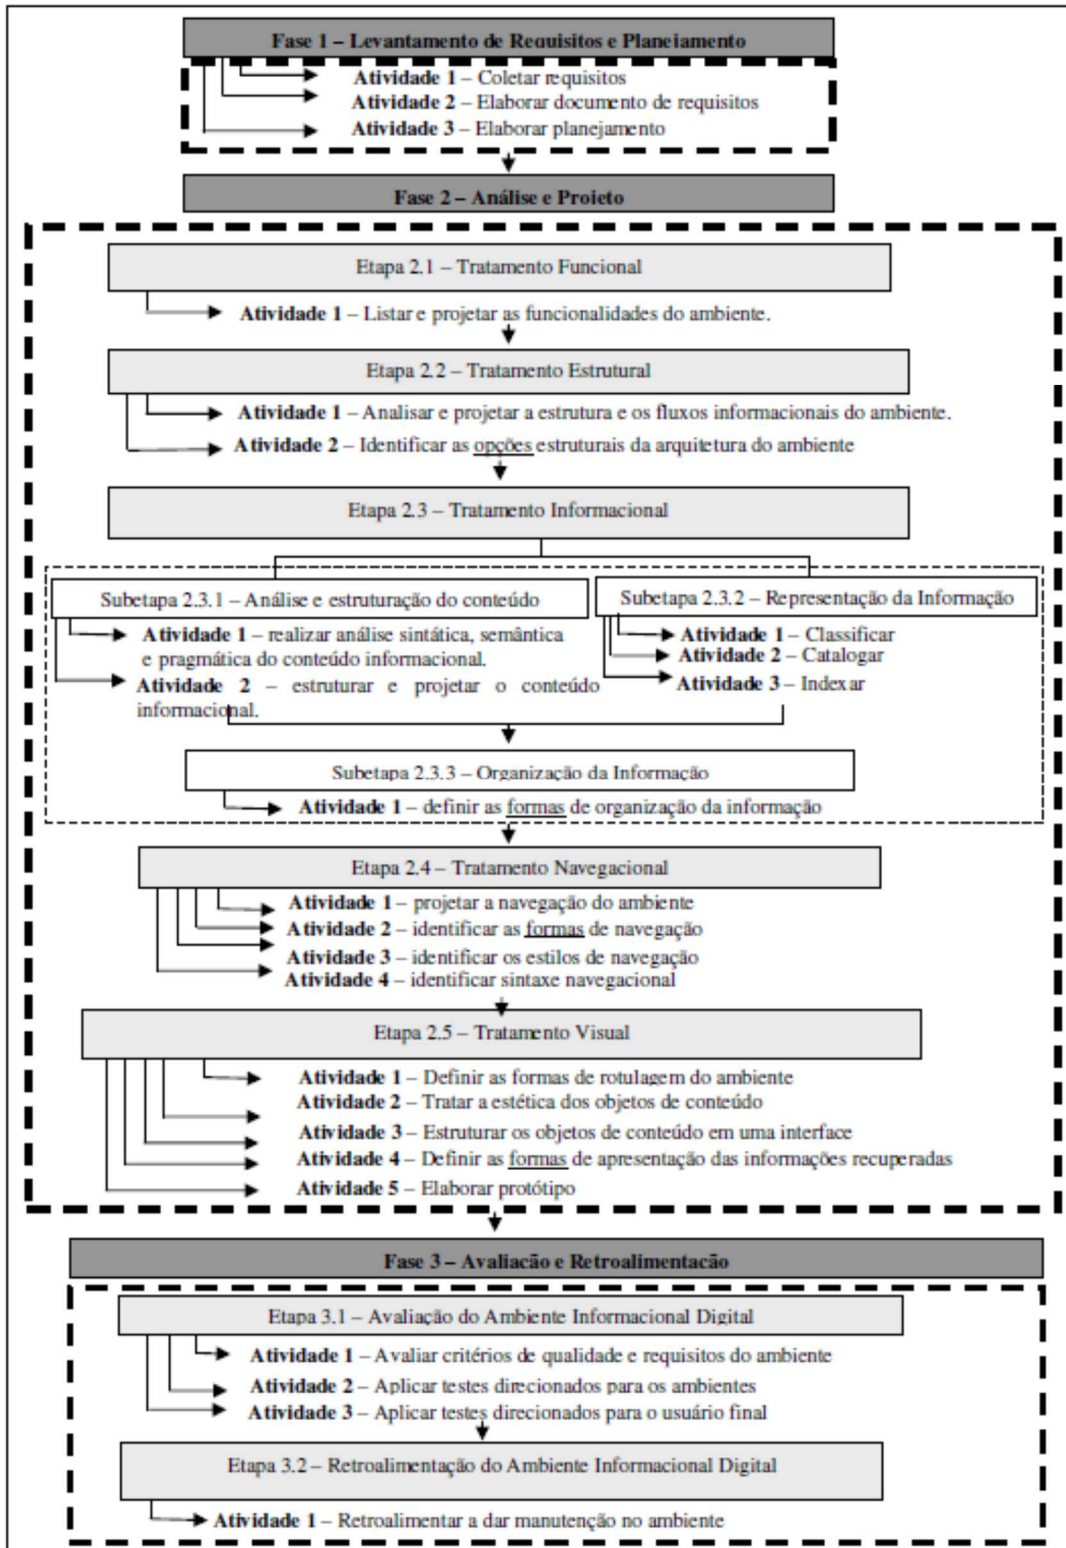 Fase 1 – Levantamento de Requisitos e Planejamento
Atividade 1 – Coletar requisitos
Atividade 2 – Elaborar documento de requisitos
Atividade 3 – Elaborar planejamento
Fase 2 – Análise e Projeto
Etapa 2.1 – Tratamento Funcional
Atividade 1 – Listar e projetar as funcionalidades do ambiente.
Etapa 2.2 – Tratamento Estrutural
Atividade 1 – Analisar e projetar a estrutura e os fluxos informacionais do ambiente.
Atividade 2 – Identificar as opções estruturais da arquitetura do ambiente
Etapa 2.3 – Tratamento Informacional
Subetapa 2.3.1 – Análise e estruturação do conteúdo
Atividade 1 – realizar análise sintática, semântica
e pragmática do conteúdo informacional.
Atividade 2 – estruturar e projetar o conteúdo
informacional.
Subetapa 2.3.2 – Representação da Informação
Atividade 1 – Classificar
Atividade 2 – Catalogar
Atividade 3 – Indexar
Subetapa 2.3.3 – Organização da Informação
Atividade 1 – definir as formas de organização da informação
Etapa 2.4 – Tratamento Navegacional
Atividade 1 – projetar a navegação do ambiente
Atividade 2 – identificar as formas de navegação
Atividade 3 – identificar os estilos de navegação
Atividade 4 – identificar sintaxe navegacional
Etapa 2.5 – Tratamento Visual
Atividade 1 – Definir as formas de rotulagem do ambiente
Atividade 2 – Tratar a estética dos objetos de conteúdo
Atividade 3 – Estruturar os objetos de conteúdo em uma interface
Atividade 4 – Definir as formas de apresentação das informações recuperadas
Atividade 5 – Elaborar protótipo
Fase 3 – Avaliação e Retroalimentação
Etapa 3.1 – Avaliação do Ambiente Informacional Digital
Atividade 1 – Avaliar critérios de qualidade e requisitos do ambiente
Atividade 2 – Aplicar testes direcionados para os ambientes
Atividade 3 – Aplicar testes direcionados para o usuário final
Etapa 3.2 – Retroalimentação do Ambiente Informacional Digital
Atividade 1 – Retroalimentar a dar manutenção no ambiente